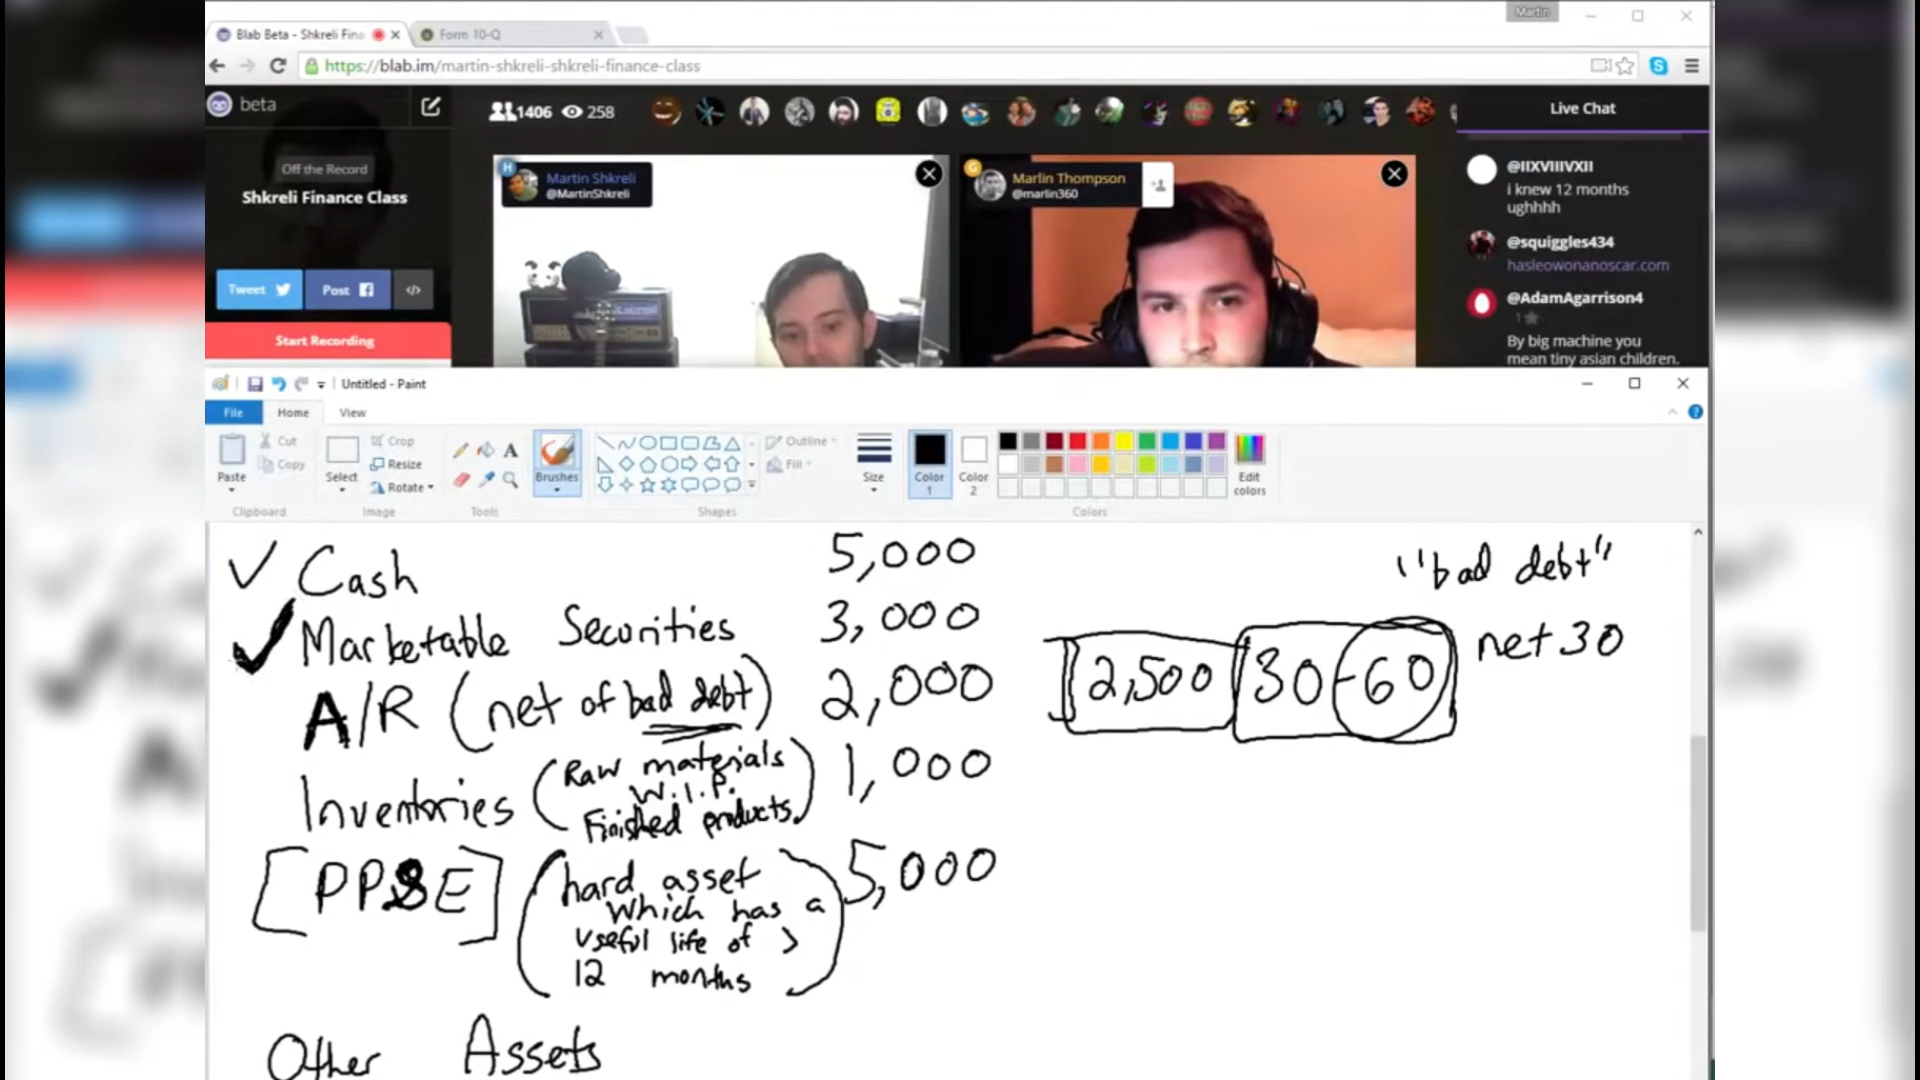 Martin
Blab Beta - Shkreli Fina
Form 10-Q
https://blab.im/martin-shkreli-shkreli-finance-class
beta
1406 258
Off the Record
Shkreli Finance Class
Tweet
Post
</>
Start Recording
H
Martin Shkreli
@MartinShkreli
G
Marlin Thompson
@marlin360
+1
Live Chat
@IIXVIIIVXII
i knew 12 months
ughhhh
@squiggles434
hasleowonanoscar.com
@AdamAgarrison4
1
By big machine you
mean tiny asian children.
Untitled - Paint
File Home View
Paste
Cut
Copy
Clipboard
Select
Crop
Resize
Rotate
Image
A
Tools
Brushes
Outline
Fill
Shapes
Size
Color 1
Color 2
Edit colors
Colors
Cash 5,000
Marketable Securities 3,000
A/R (net of bad debt) 2,000
Inventories (Raw materials 1,000
W.I.P.
Finished products)
[PP&E] (hard asset 5,000
which has a
useful life of >
12 months)
Other Assets
"bad debt"
net 30
2,500 30-60